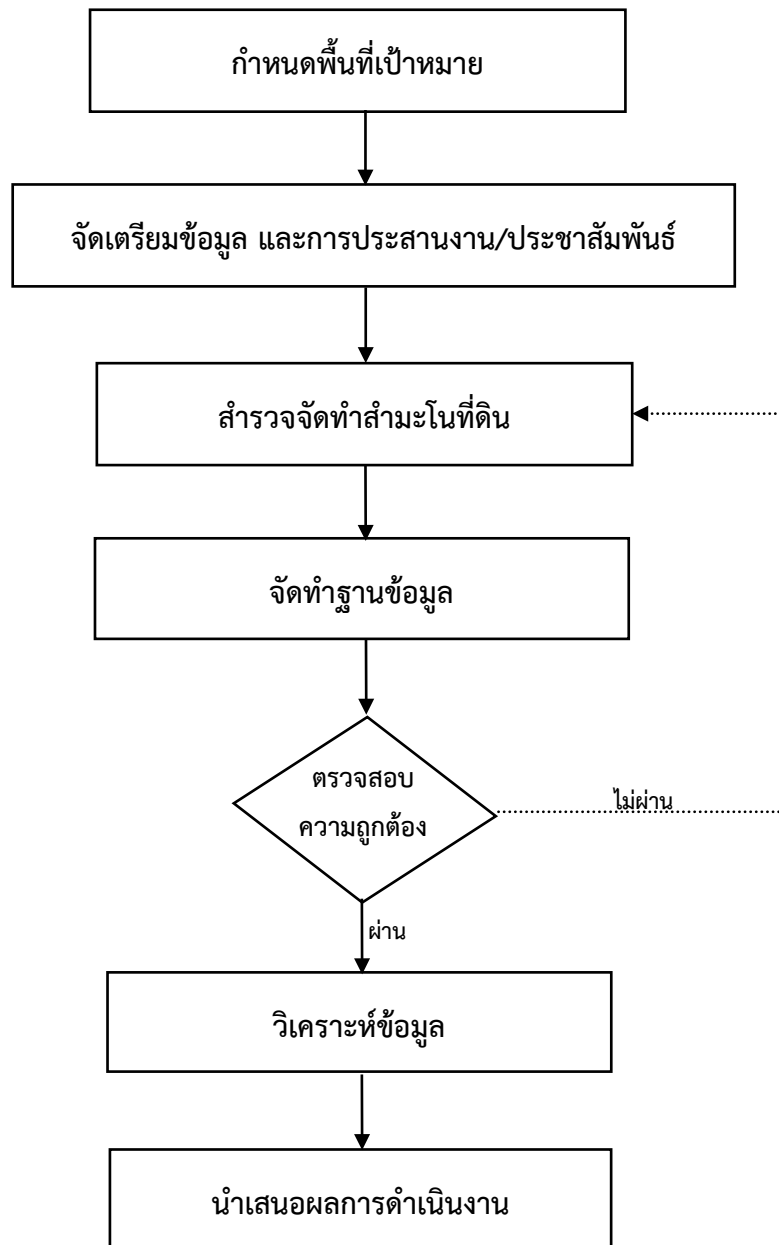 กำหนดพื้นที่เป้าหมาย
จัดเตรียมข้อมูล และการประสานงาน/ประชาสัมพันธ์
สำรวจจัดทำสำมะโนที่ดิน
จัดทำฐานข้อมูล
ตรวจสอบ
ความถูกต้อง
ไม่ผ่าน
ผ่าน
วิเคราะห์ข้อมูล
นำเสนอผลการดำเนินงาน